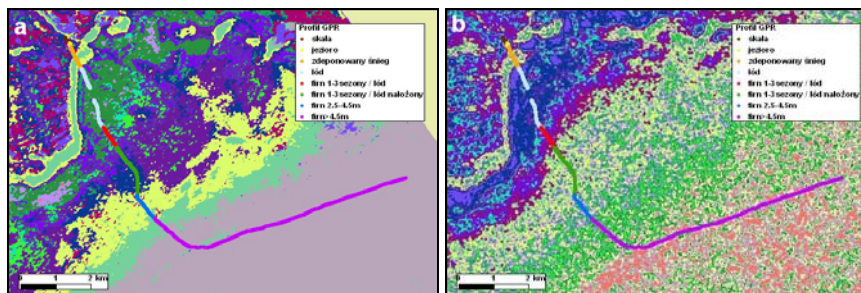 a
Profil GPR
skała
jezioro
zdeponowany śnieg
lód
firn 1-3 sezony / lód
firn 1-3 sezony / lód nałożony
firn 2.5-4.5m
firn>4.5m
0 1 2 km
b
Profil GPR
skała
jezioro
zdeponowany śnieg
lód
firn 1-3 sezony / lód
firn 1-3 sezony / lód nałożony
firn 2.5-4.5m
firn>4.5m
0 1 2 km